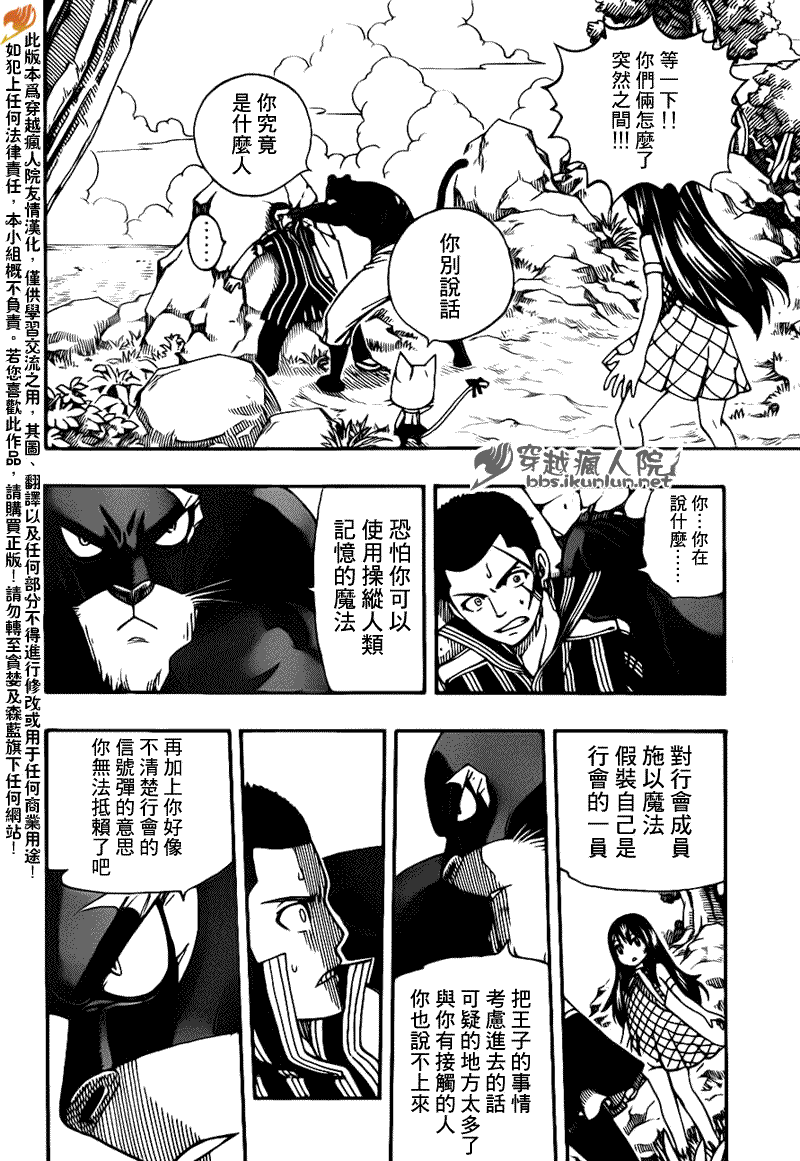 等一下!!
你們倆怎麼了
突然之間!!!
你究竟
是什麼人
……
你別說話
穿越瘋人院
bbs.ikunlun.net
你…你在
說什麼……
恐怕你可以
使用操縱人類
記憶的魔法
對行會成員
施以魔法
假裝自己是
行會的一員
把王子的事情
考慮進去的話
可疑的地方太多了
與你有接觸的人
你也說不上來
再加上你好像
不清楚行會的
信號彈的意思
你無法抵賴了吧
此版本爲穿越瘋人院友情漢化，僅供學習交流之用，其圖、翻譯以及任何部分不得進行修改或用于任何商業用途！
如犯上任何法律責任，本小組概不負責。若您喜歡此作品，請購買正版！請勿轉至貪婪及森藍旗下任何網站！